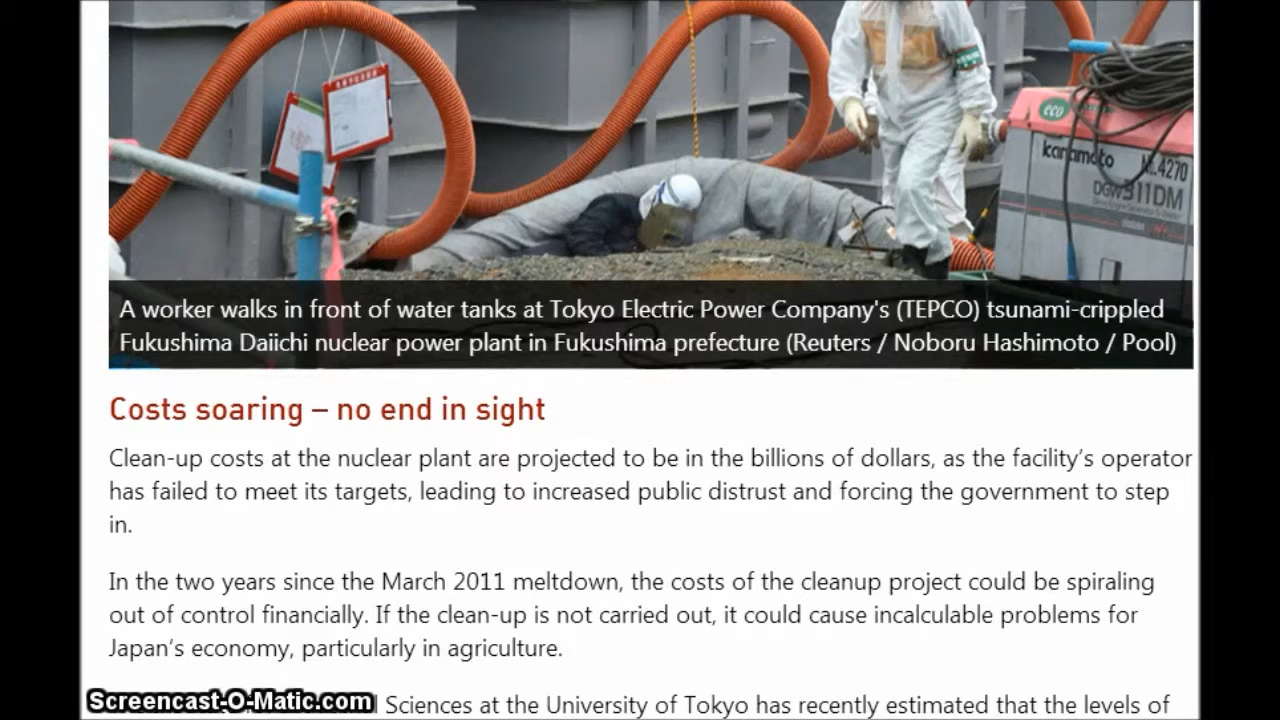 eco
kanamoto
No.4270
DGW311DM
A worker walks in front of water tanks at Tokyo Electric Power Company's (TEPCO) tsunami-crippled
Fukushima Daiichi nuclear power plant in Fukushima prefecture (Reuters / Noboru Hashimoto / Pool)
Costs soaring – no end in sight
Clean-up costs at the nuclear plant are projected to be in the billions of dollars, as the facility’s operator
has failed to meet its targets, leading to increased public distrust and forcing the government to step
in.
In the two years since the March 2011 meltdown, the costs of the cleanup project could be spiraling
out of control financially. If the clean-up is not carried out, it could cause incalculable problems for
Japan’s economy, particularly in agriculture.
Screencast-O-Matic.com
Sciences at the University of Tokyo has recently estimated that the levels of